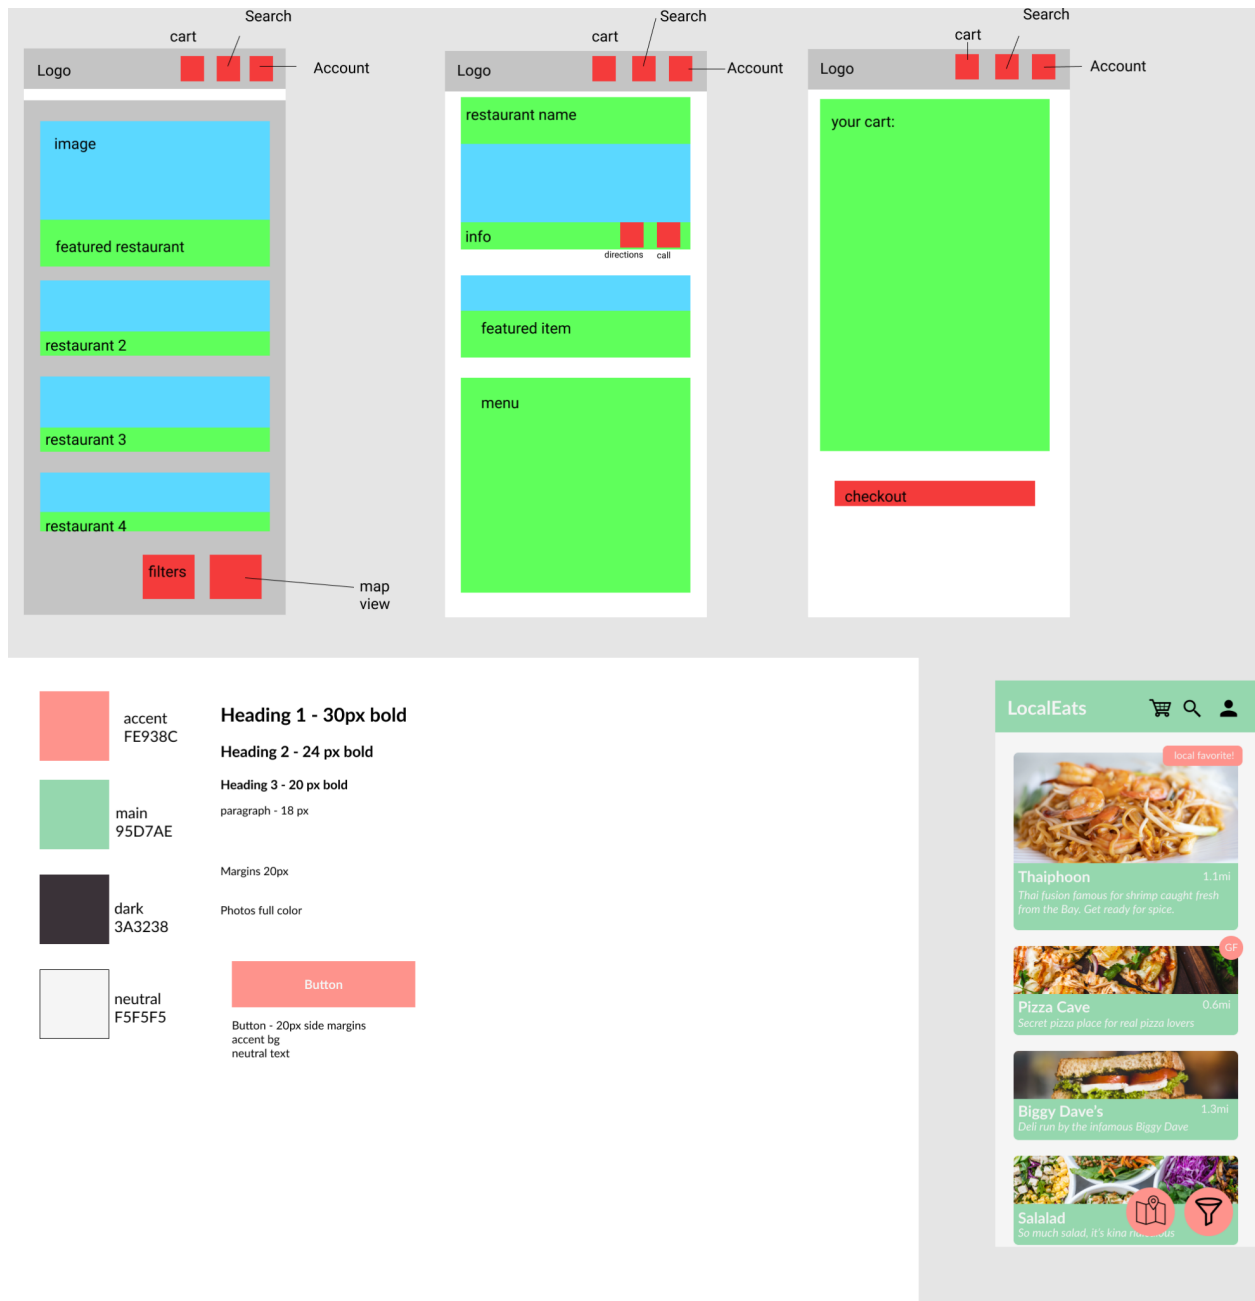 Search
cart
Logo
Account
image
featured restaurant
restaurant 2
restaurant 3
restaurant 4
filters
map
view
Search
cart
Logo
Account
restaurant name
info
directions
call
featured item
menu
Search
cart
Logo
Account
your cart:
checkout
accent
FE938C
main
95D7AE
dark
3A3238
neutral
F5F5F5
Heading 1 - 30px bold
Heading 2 - 24 px bold
Heading 3 - 20 px bold
paragraph - 18 px
Margins 20px
Photos full color
Button
Button - 20px side margins
accent bg
neutral text
LocalEats
local favorite!
Thaiphoon
1.1mi
Thai fusion famous for shrimp caught fresh
from the Bay. Get ready for spice.
GF
Pizza Cave
0.6mi
Secret pizza place for real pizza lovers
Biggy Dave's
1.3mi
Deli run by the infamous Biggy Dave
Salalad
So much salad, it's kina